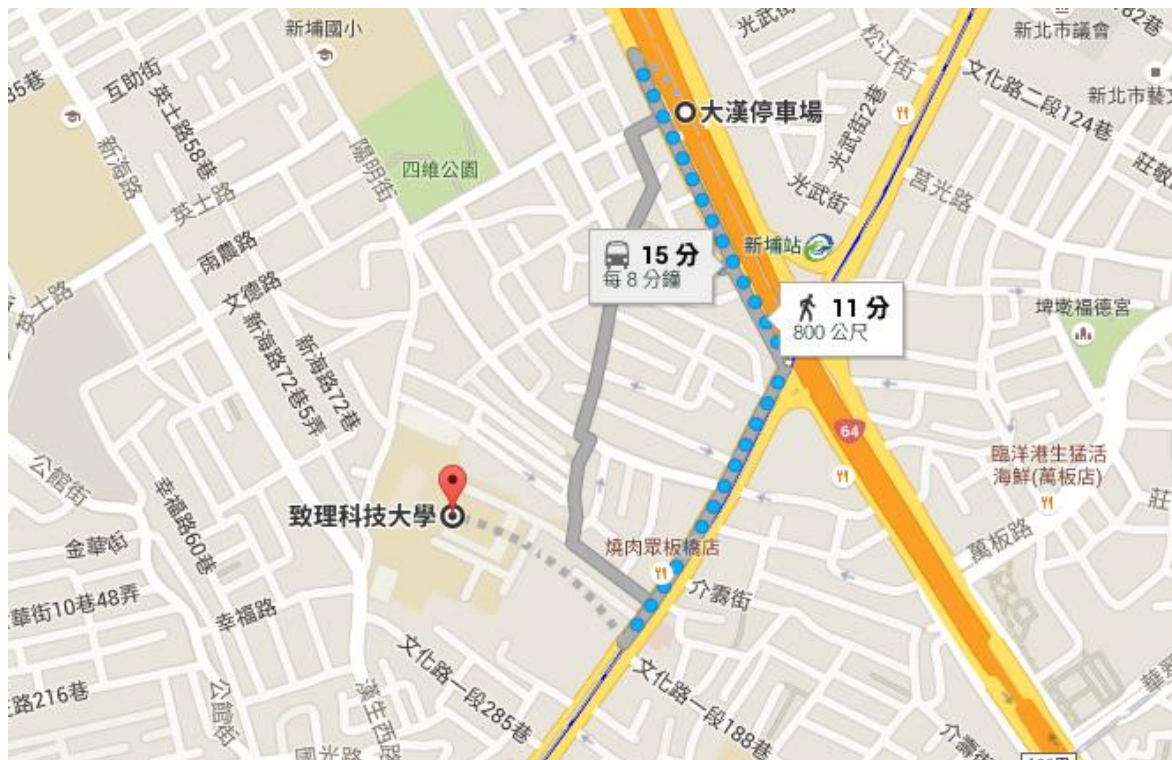 新埔國小
光武街
松江街
新北市議會
182巷
35巷
互助街
英士路58巷
文化路二段124巷
新北市藝文
大漢停車場
光武街2巷
新海路
陽明街
四維公園
莊敬
英士路
光武街
莒光路
雨農路
新埔站
15 分
每 8 分鐘
英士路
文德路
11 分
800 公尺
埤墘福德宮
新海路72巷5弄
新海路72巷
64
臨洋港生猛活
海鮮(萬板店)
公館街
幸福路60巷
致理科技大學
莊
金華街
燒肉眾板橋店
萬板路
介壽街
華街10巷48弄
幸福路
文化路一段285巷
文化路一段188巷
路216巷
公館街
漢生西路
國光路
介壽街